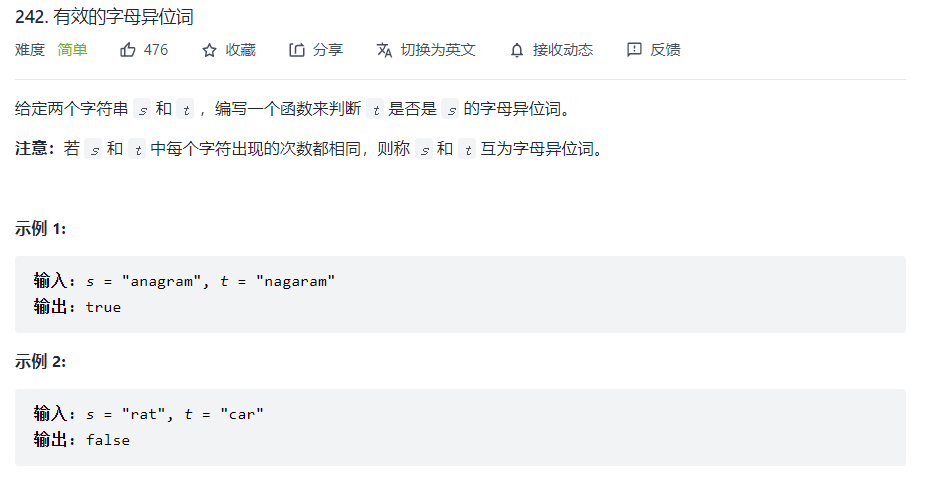 242. 有效的字母异位词
难度 简单 476 收藏 分享 切换为英文 接收动态 反馈
给定两个字符串 s 和 t ，编写一个函数来判断 t 是否是 s 的字母异位词。
注意：若 s 和 t 中每个字符出现的次数都相同，则称 s 和 t 互为字母异位词。
示例 1:
输入: s = "anagram", t = "nagaram"
输出: true
示例 2:
输入: s = "rat", t = "car"
输出: false